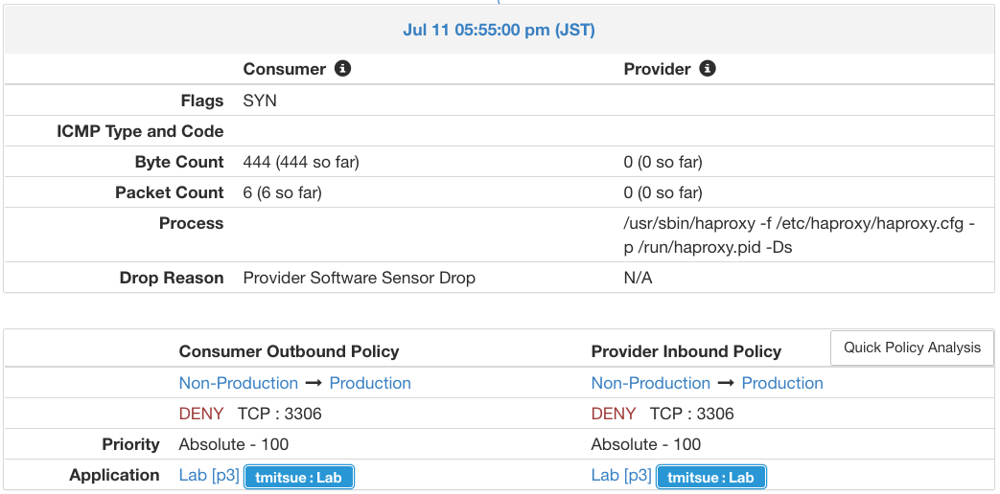 Jul 11 05:55:00 pm (JST)
Consumer Provider
Flags SYN
ICMP Type and Code
Byte Count 444 (444 so far) 0 (0 so far)
Packet Count 6 (6 so far) 0 (0 so far)
Process /usr/sbin/haproxy -f /etc/haproxy/haproxy.cfg -
p /run/haproxy.pid -Ds
Drop Reason Provider Software Sensor Drop N/A
Consumer Outbound Policy Provider Inbound Policy Quick Policy Analysis
Non-Production → Production Non-Production → Production
DENY TCP : 3306 DENY TCP : 3306
Priority Absolute - 100 Absolute - 100
Application Lab [p3] tmitsue : Lab Lab [p3] tmitsue : Lab